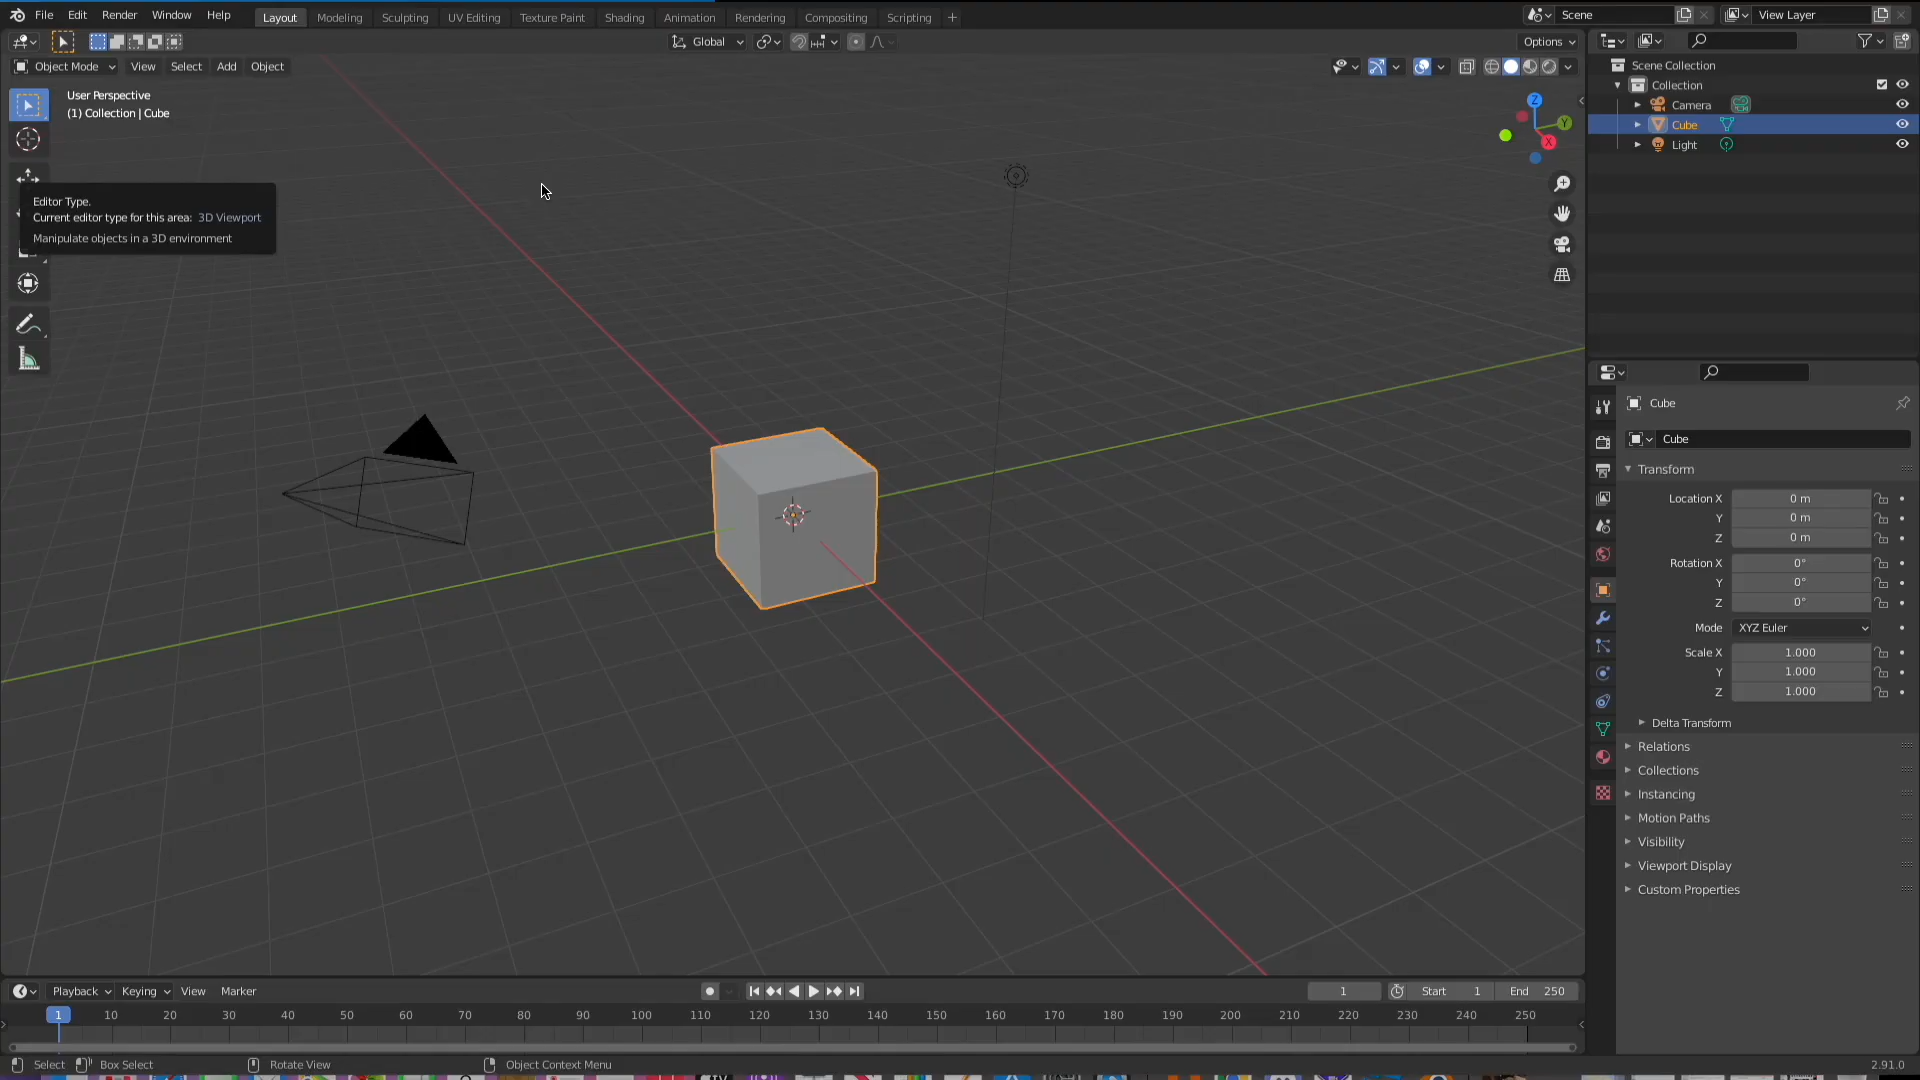 File Edit Render Window Help
Layout Modeling Sculpting UV Editing Texture Paint Shading Animation Rendering Compositing Scripting +
Scene
View Layer
Global
Options
Object Mode View Select Add Object
User Perspective
(1) Collection | Cube
Editor Type.
Current editor type for this area: 3D Viewport
Manipulate objects in a 3D environment
Z
Y
X
Scene Collection
Collection
Camera
Cube
Light
Cube
Cube
Transform
Location X 0 m
Y 0 m
Z 0 m
Rotation X 0°
Y 0°
Z 0°
Mode XYZ Euler
Scale X 1.000
Y 1.000
Z 1.000
Delta Transform
Relations
Collections
Instancing
Motion Paths
Visibility
Viewport Display
Custom Properties
Playback Keying View Marker
1 Start 1 End 250
1 10 20 30 40 50 60 70 80 90 100 110 120 130 140 150 160 170 180 190 200 210 220 230 240 250
Select Box Select Rotate View Object Context Menu
2.91.0